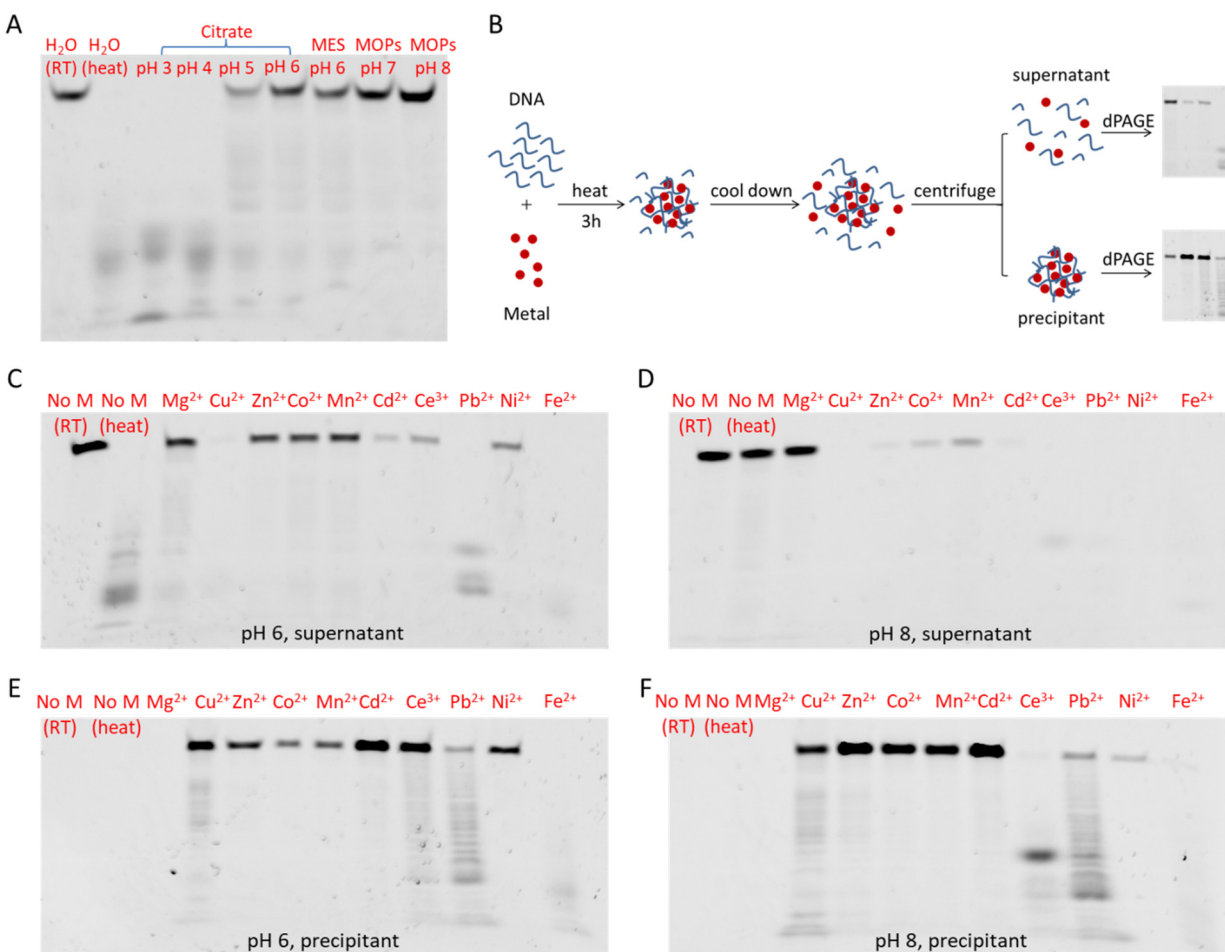 A
Citrate
H₂O H₂O MES MOPs MOPs
(RT) (heat) pH 3 pH 4 pH 5 pH 6 pH 6 pH 7 pH 8
B
DNA
+
Metal
heat
3h
cool down
centrifuge
supernatant
dPAGE
dPAGE
precipitant
C
No M No M Mg²⁺ Cu²⁺ Zn²⁺ Co²⁺ Mn²⁺ Cd²⁺ Ce³⁺ Pb²⁺ Ni²⁺ Fe²⁺
(RT) (heat)
pH 6, supernatant
D
No M No M Mg²⁺ Cu²⁺ Zn²⁺ Co²⁺ Mn²⁺ Cd²⁺ Ce³⁺ Pb²⁺ Ni²⁺ Fe²⁺
(RT) (heat)
pH 8, supernatant
E
No M No M Mg²⁺ Cu²⁺ Zn²⁺ Co²⁺ Mn²⁺ Cd²⁺ Ce³⁺ Pb²⁺ Ni²⁺ Fe²⁺
(RT) (heat)
pH 6, precipitant
F
No M No M Mg²⁺ Cu²⁺ Zn²⁺ Co²⁺ Mn²⁺ Cd²⁺ Ce³⁺ Pb²⁺ Ni²⁺ Fe²⁺
(RT) (heat)
pH 8, precipitant